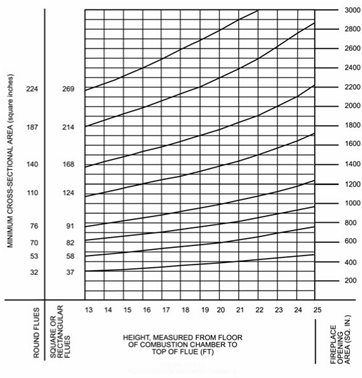 MINIMUM CROSS-SECTIONAL AREA (square inches)
224 269
187 214
140 168
110 124
76 91
70 82
53 58
32 37
3000
2800
2600
2400
2200
2000
1800
1600
1400
1200
1000
800
600
400
200
13 14 15 16 17 18 19 20 21 22 23 24 25
ROUND FLUES
SQUARE OR
RECTANGULAR
FLUES
HEIGHT, MEASURED FROM FLOOR
OF COMBUSTION CHAMBER TO
TOP OF FLUE (FT)
FIREPLACE
OPENING
AREA (SQ. IN.)